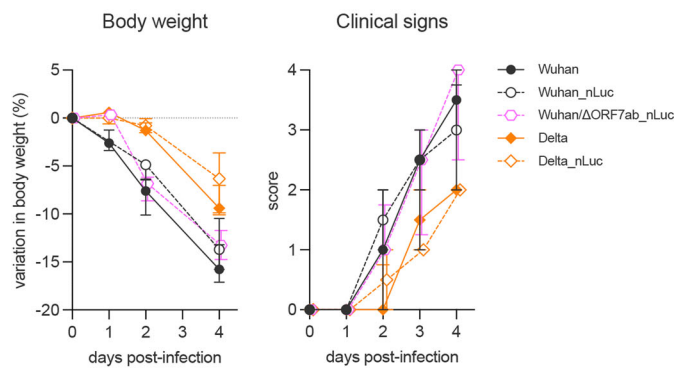 Body weight
Clinical signs
variation in body weight (%)
5
0
-5
-10
-15
-20
0
1
2
3
4
days post-infection
score
4
3
2
1
0
0
1
2
3
4
days post-infection
Wuhan
Wuhan_nLuc
Wuhan/ΔORF7ab_nLuc
Delta
Delta_nLuc